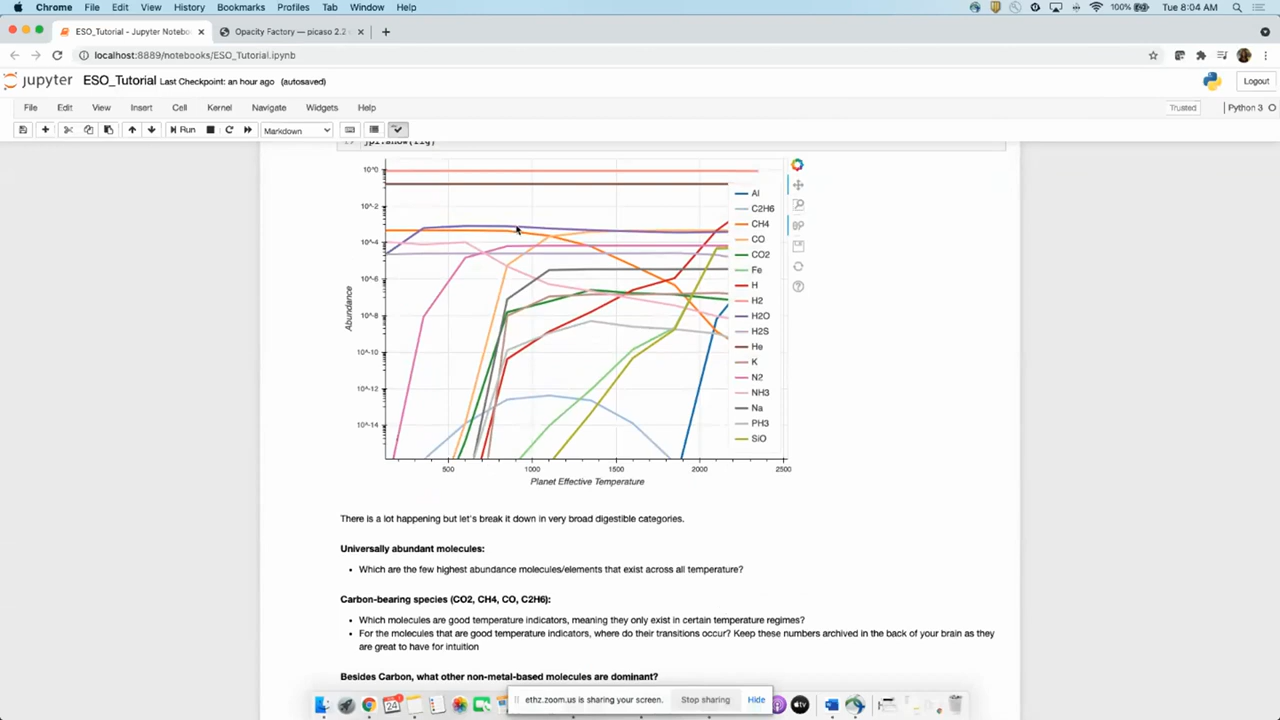 Chrome File Edit View History Bookmarks Profiles Tab Window Help 100% Tue 8:04 AM
ESO_Tutorial - Jupyter Notebo × Opacity Factory — picaso 2.2 × +
localhost:8889/notebooks/ESO_Tutorial.ipynb
jupyter ESO_Tutorial Last Checkpoint: an hour ago (autosaved) Logout
File Edit View Insert Cell Kernel Navigate Widgets Help Trusted Python 3
Run Markdown
10^0
10^-2
10^-4
10^-6
10^-8
10^-10
10^-12
10^-14
Abundance
500 1000 1500 2000 2500
Planet Effective Temperature
Al
C2H6
CH4
CO
CO2
Fe
H
H2
H2O
H2S
He
K
N2
NH3
Na
PH3
SiO
There is a lot happening but let's break it down in very broad digestible categories.
Universally abundant molecules:
• Which are the few highest abundance molecules/elements that exist across all temperature?
Carbon-bearing species (CO2, CH4, CO, C2H6):
• Which molecules are good temperature indicators, meaning they only exist in certain temperature regimes?
• For the molecules that are good temperature indicators, where do their transitions occur? Keep these numbers archived in the back of your brain as they
are great to have for intuition
Besides Carbon, what other non-metal-based molecules are dominant?
ethz.zoom.us is sharing your screen. Stop sharing Hide
24
tv